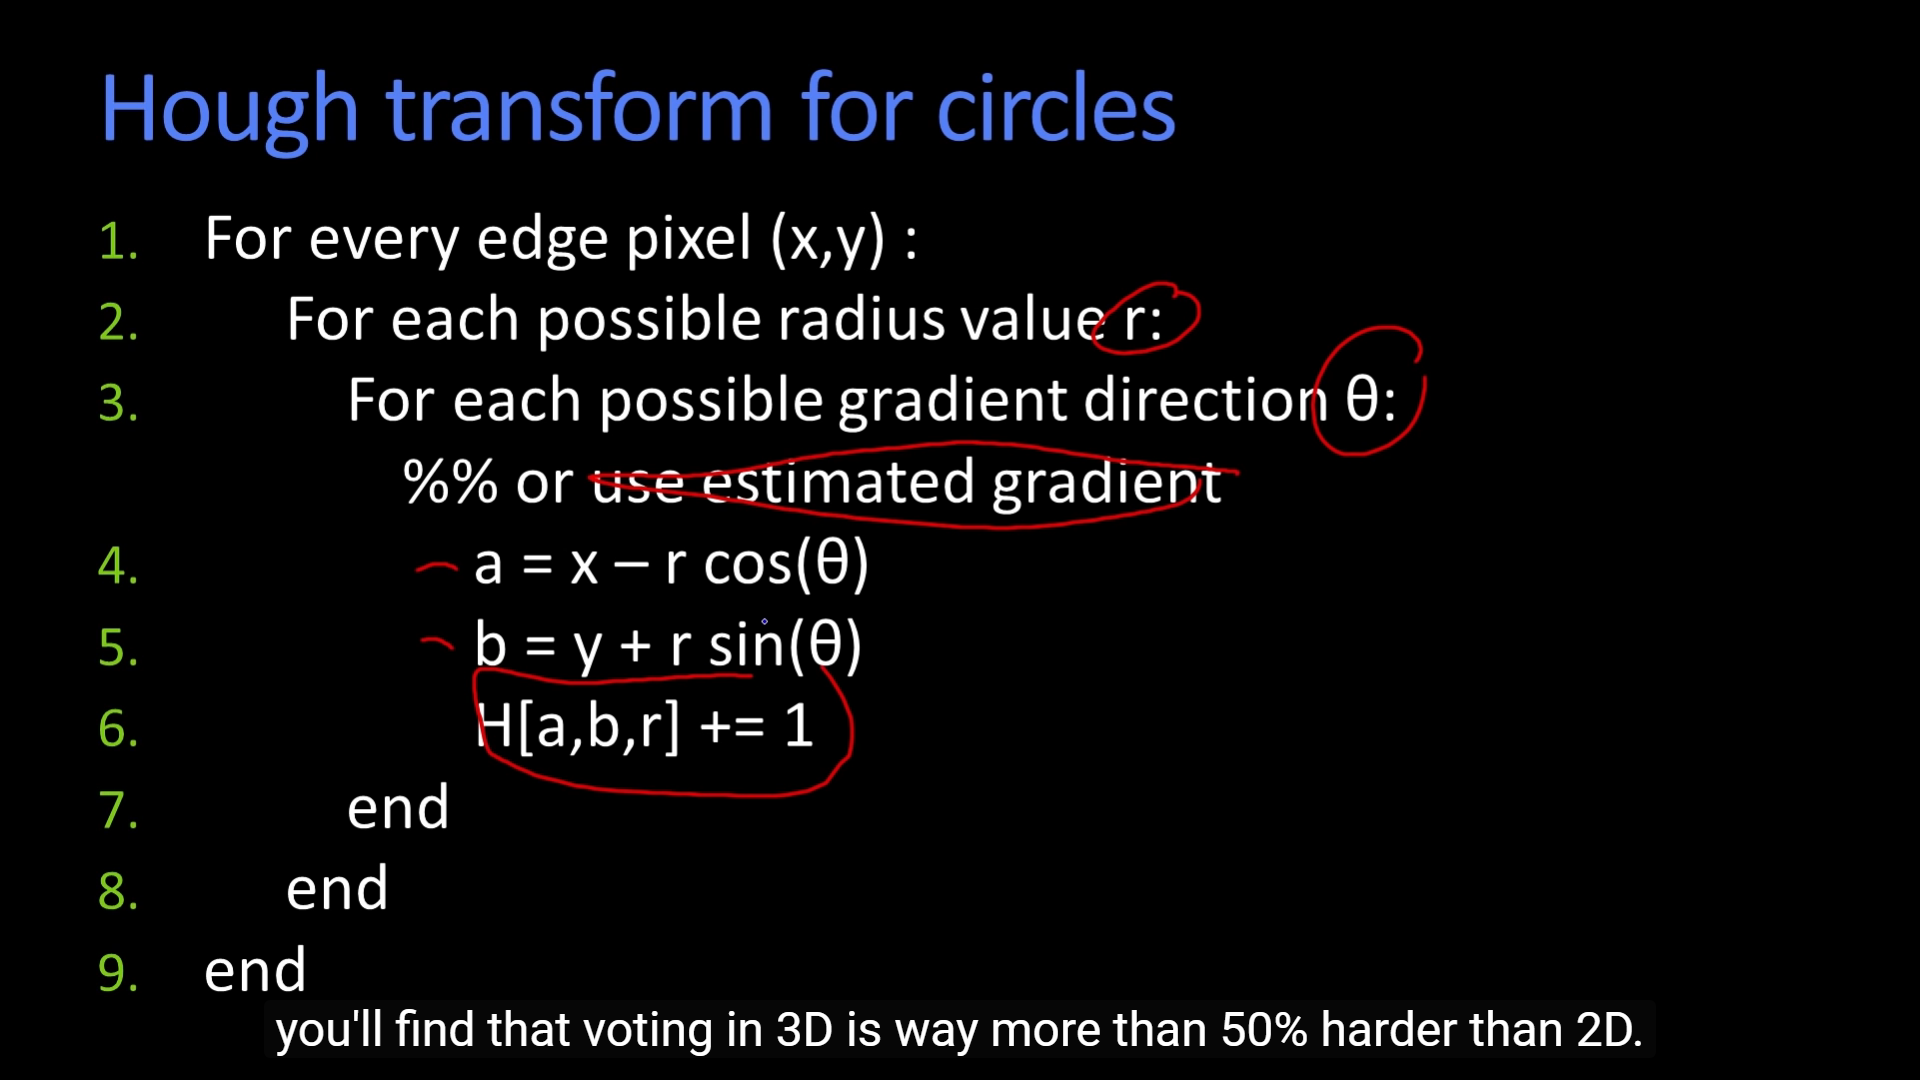 Hough transform for circles
1. For every edge pixel (x,y) :
2. For each possible radius value r:
3. For each possible gradient direction θ:
%% or use estimated gradient
4. a = x – r cos(θ)
5. b = y + r sin(θ)
6. H[a,b,r] += 1
7. end
8. end
9. end
you'll find that voting in 3D is way more than 50% harder than 2D.